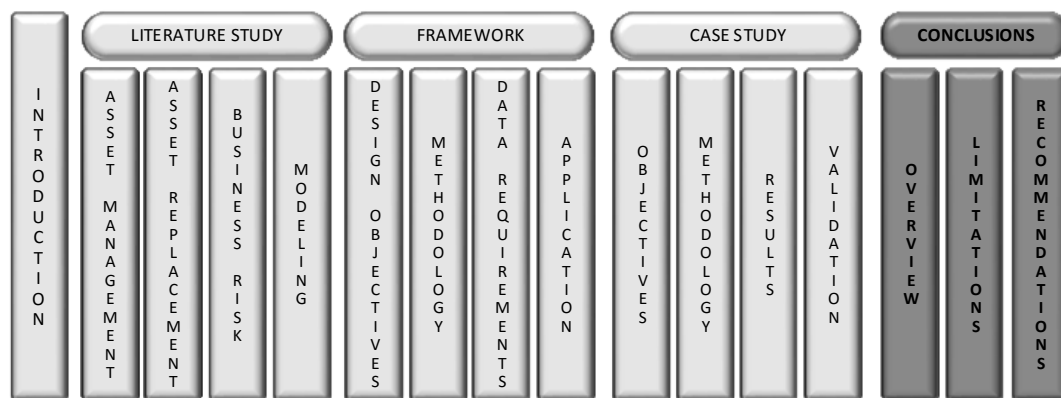 INTRODUCTION
LITERATURE STUDY
ASSET MANAGEMENT
ASSET REPLACEMENT
BUSINESS RISK
MODELING
FRAMEWORK
DESIGN OBJECTIVES
METHODOLOGY
DATA REQUIREMENTS
APPLICATION
CASE STUDY
OBJECTIVES
METHODOLOGY
RESULTS
VALIDATION
CONCLUSIONS
OVERVIEW
LIMITATIONS
RECOMMENDATIONS